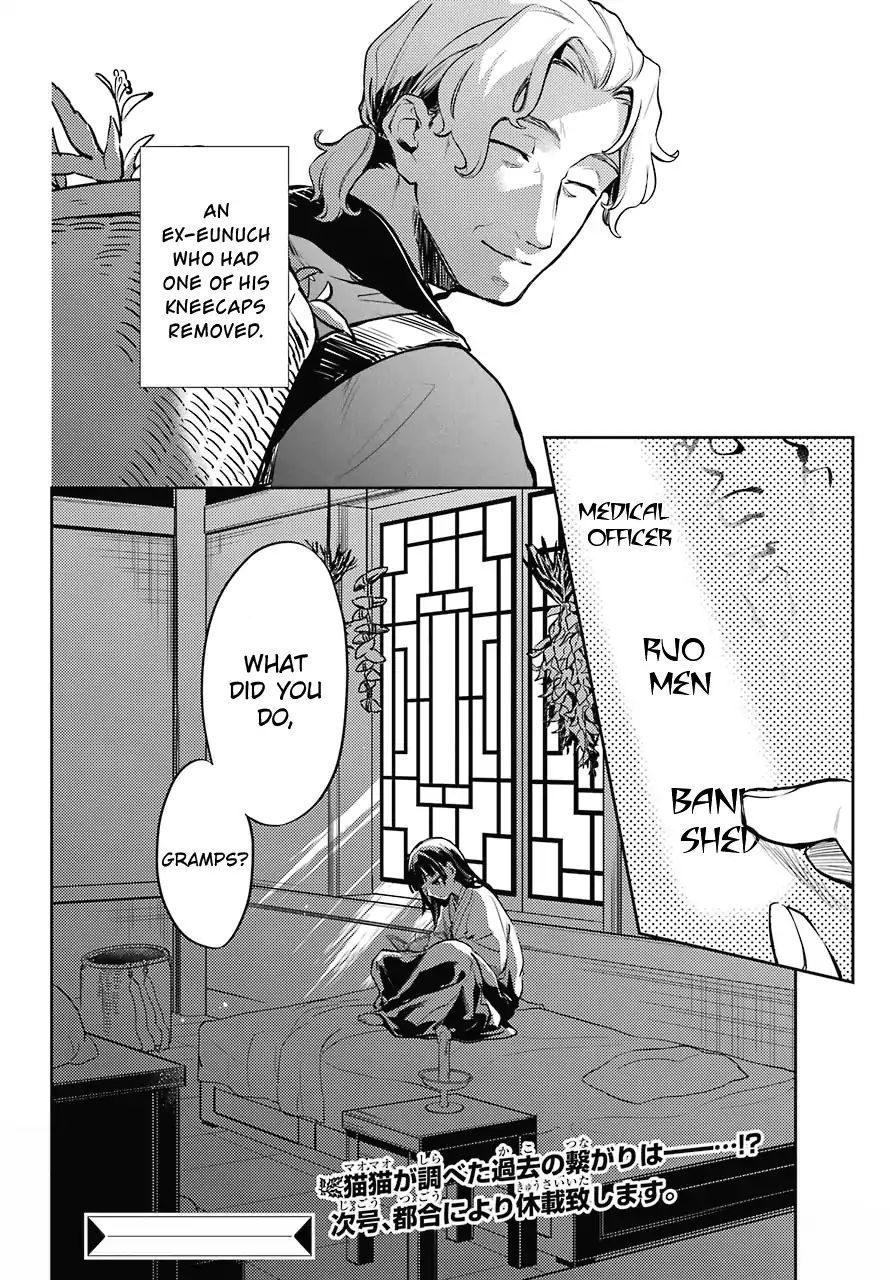 AN
EX-EUNUCH
WHO HAD
ONE OF HIS
KNEECAPS
REMOVED.
MEDICAL
OFFICER
RUO
MEN
BANI
SHED
WHAT
DID YOU
DO,
GRAMPS?
猫猫が調べた過去の繋がりは――…!?
次号、都合により休載致します。